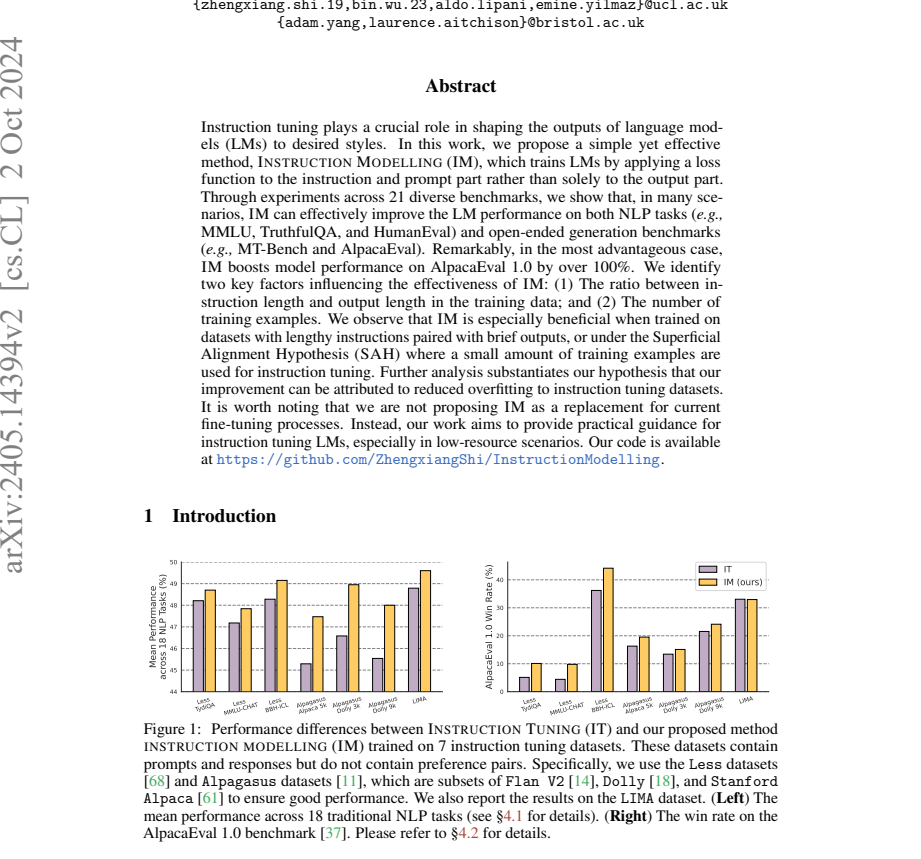 {zhengxiang.shi.19,bin.wu.23,aldo.lipani,emine.yilmaz}@ucl.ac.uk
{adam.yang,laurence.aitchison}@bristol.ac.uk
arXiv:2405.14394v2 [cs.CL] 2 Oct 2024
Abstract
Instruction tuning plays a crucial role in shaping the outputs of language mod-
els (LMs) to desired styles. In this work, we propose a simple yet effective
method, INSTRUCTION MODELLING (IM), which trains LMs by applying a loss
function to the instruction and prompt part rather than solely to the output part.
Through experiments across 21 diverse benchmarks, we show that, in many sce-
narios, IM can effectively improve the LM performance on both NLP tasks (e.g.,
MMLU, TruthfulQA, and HumanEval) and open-ended generation benchmarks
(e.g., MT-Bench and AlpacaEval). Remarkably, in the most advantageous case,
IM boosts model performance on AlpacaEval 1.0 by over 100%. We identify
two key factors influencing the effectiveness of IM: (1) The ratio between in-
struction length and output length in the training data; and (2) The number of
training examples. We observe that IM is especially beneficial when trained on
datasets with lengthy instructions paired with brief outputs, or under the Superficial
Alignment Hypothesis (SAH) where a small amount of training examples are
used for instruction tuning. Further analysis substantiates our hypothesis that our
improvement can be attributed to reduced overfitting to instruction tuning datasets.
It is worth noting that we are not proposing IM as a replacement for current
fine-tuning processes. Instead, our work aims to provide practical guidance for
instruction tuning LMs, especially in low-resource scenarios. Our code is available
at https://github.com/ZhengxiangShi/InstructionModelling.
1 Introduction
Mean Performance
across 18 NLP Tasks (%)
50
49
48
47
46
45
44
Less
TydiQA
Less
MMLU-CHAT
Less
BBH-ICL
Alpagasus
Alpaca 5k
Alpagasus
Dolly 3k
Alpagasus
Dolly 9k
LIMA
AlpacaEval 1.0 Win Rate (%)
40
30
20
10
0
IT
IM (ours)
Less
TydiQA
Less
MMLU-CHAT
Less
BBH-ICL
Alpagasus
Alpaca 5k
Alpagasus
Dolly 3k
Alpagasus
Dolly 9k
LIMA
Figure 1: Performance differences between INSTRUCTION TUNING (IT) and our proposed method
INSTRUCTION MODELLING (IM) trained on 7 instruction tuning datasets. These datasets contain
prompts and responses but do not contain preference pairs. Specifically, we use the Less datasets
[68] and Alpagasus datasets [11], which are subsets of Flan V2 [14], Dolly [18], and Stanford
Alpaca [61] to ensure good performance. We also report the results on the LIMA dataset. (Left) The
mean performance across 18 traditional NLP tasks (see §4.1 for details). (Right) The win rate on the
AlpacaEval 1.0 benchmark [37]. Please refer to §4.2 for details.